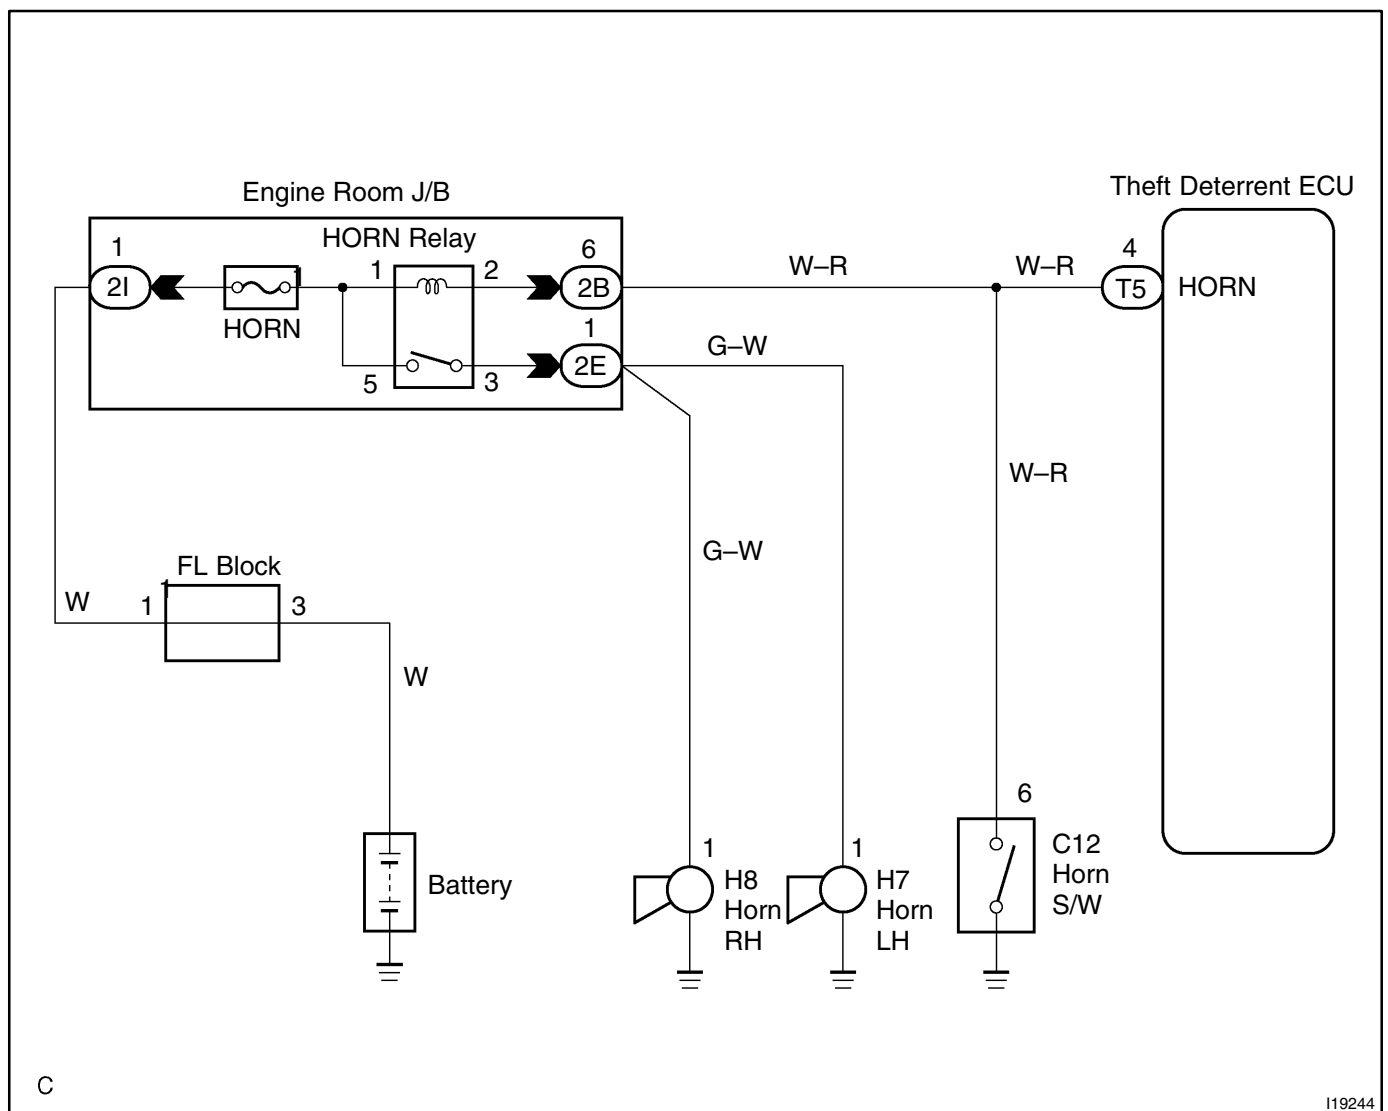 Engine Room J/B
Theft Deterrent ECU
HORN Relay
1
6
4
1
1
2
W–R
W–R
2I
2B
T5
HORN
HORN
1
G–W
2E
5
3
W–R
G–W
FL Block
1
W
1
3
W
6
1
1
C12
Horn
S/W
H8
Horn
RH
H7
Horn
LH
Battery
C
I19244